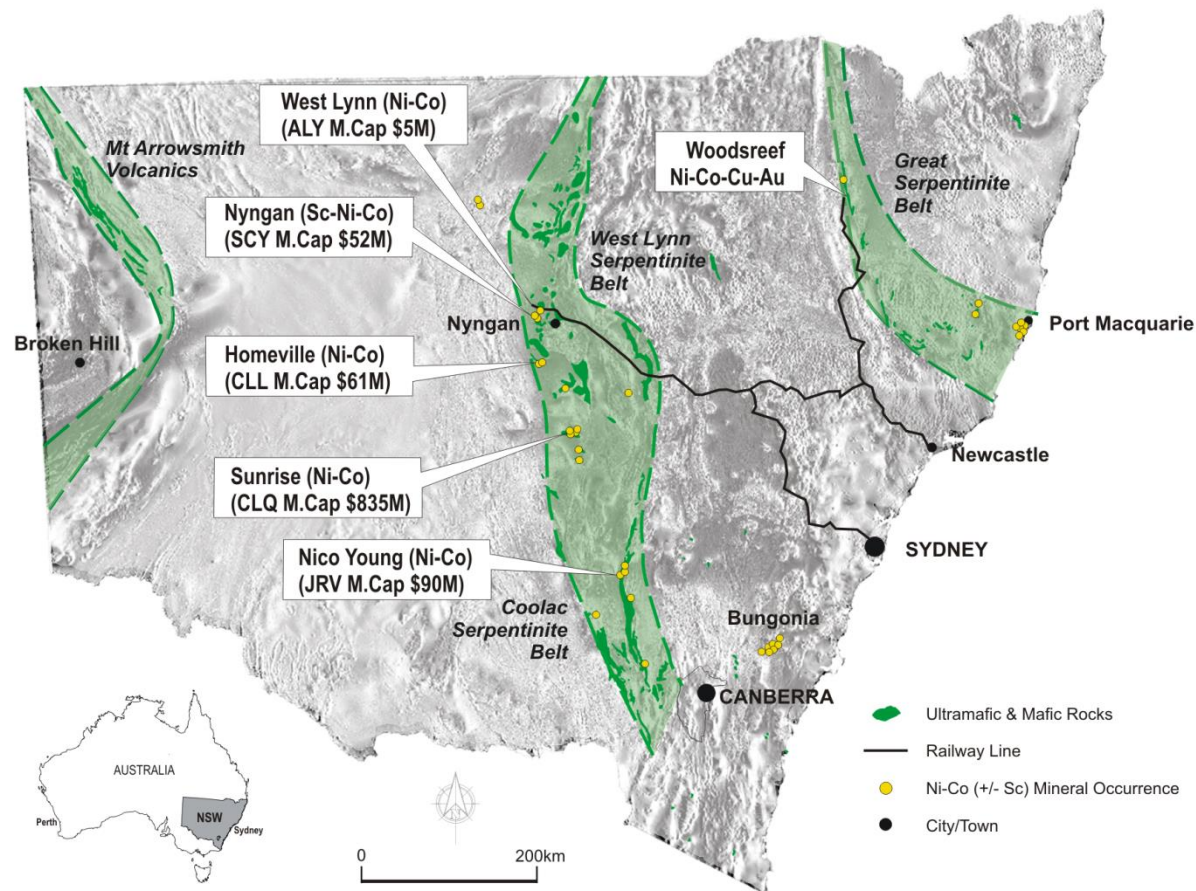 West Lynn (Ni-Co)
(ALY M.Cap $5M)
Mt Arrowsmith
Volcanics
Woodsreef
Ni-Co-Cu-Au
Great
Serpentinite
Belt
Nyngan (Sc-Ni-Co)
(SCY M.Cap $52M)
West Lynn
Serpentinite
Belt
Nyngan
Port Macquarie
Broken Hill
Homeville (Ni-Co)
(CLL M.Cap $61M)
Newcastle
Sunrise (Ni-Co)
(CLQ M.Cap $835M)
SYDNEY
Nico Young (Ni-Co)
(JRV M.Cap $90M)
Coolac
Serpentinite
Belt
Bungonia
CANBERRA
Ultramafic & Mafic Rocks
Railway Line
Ni-Co (+/- Sc) Mineral Occurrence
City/Town
AUSTRALIA
NSW
Perth
Sydney
0
200km